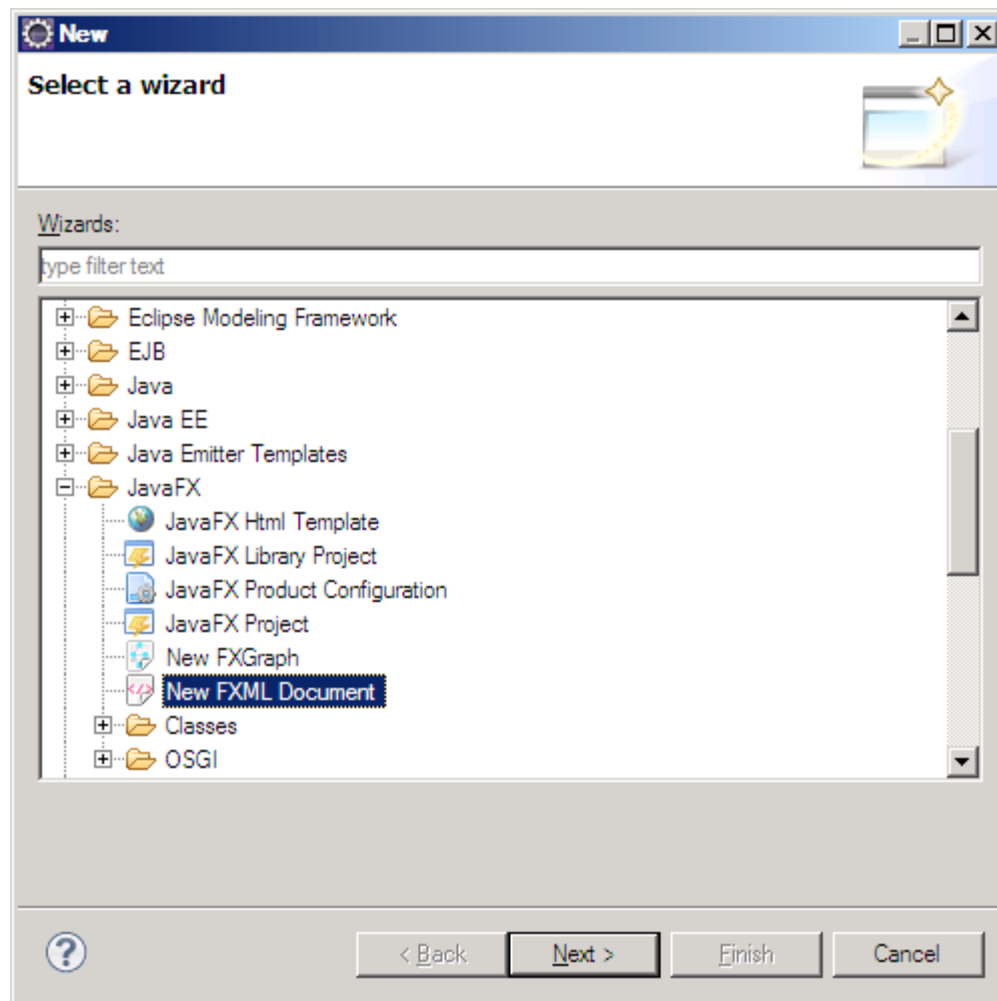 New
Select a wizard
Wizards:
type filter text
Eclipse Modeling Framework
EJB
Java
Java EE
Java Emitter Templates
JavaFX
JavaFX Html Template
JavaFX Library Project
JavaFX Product Configuration
JavaFX Project
New FXGraph
New FXML Document
Classes
OSGI
? < Back Next > Finish Cancel